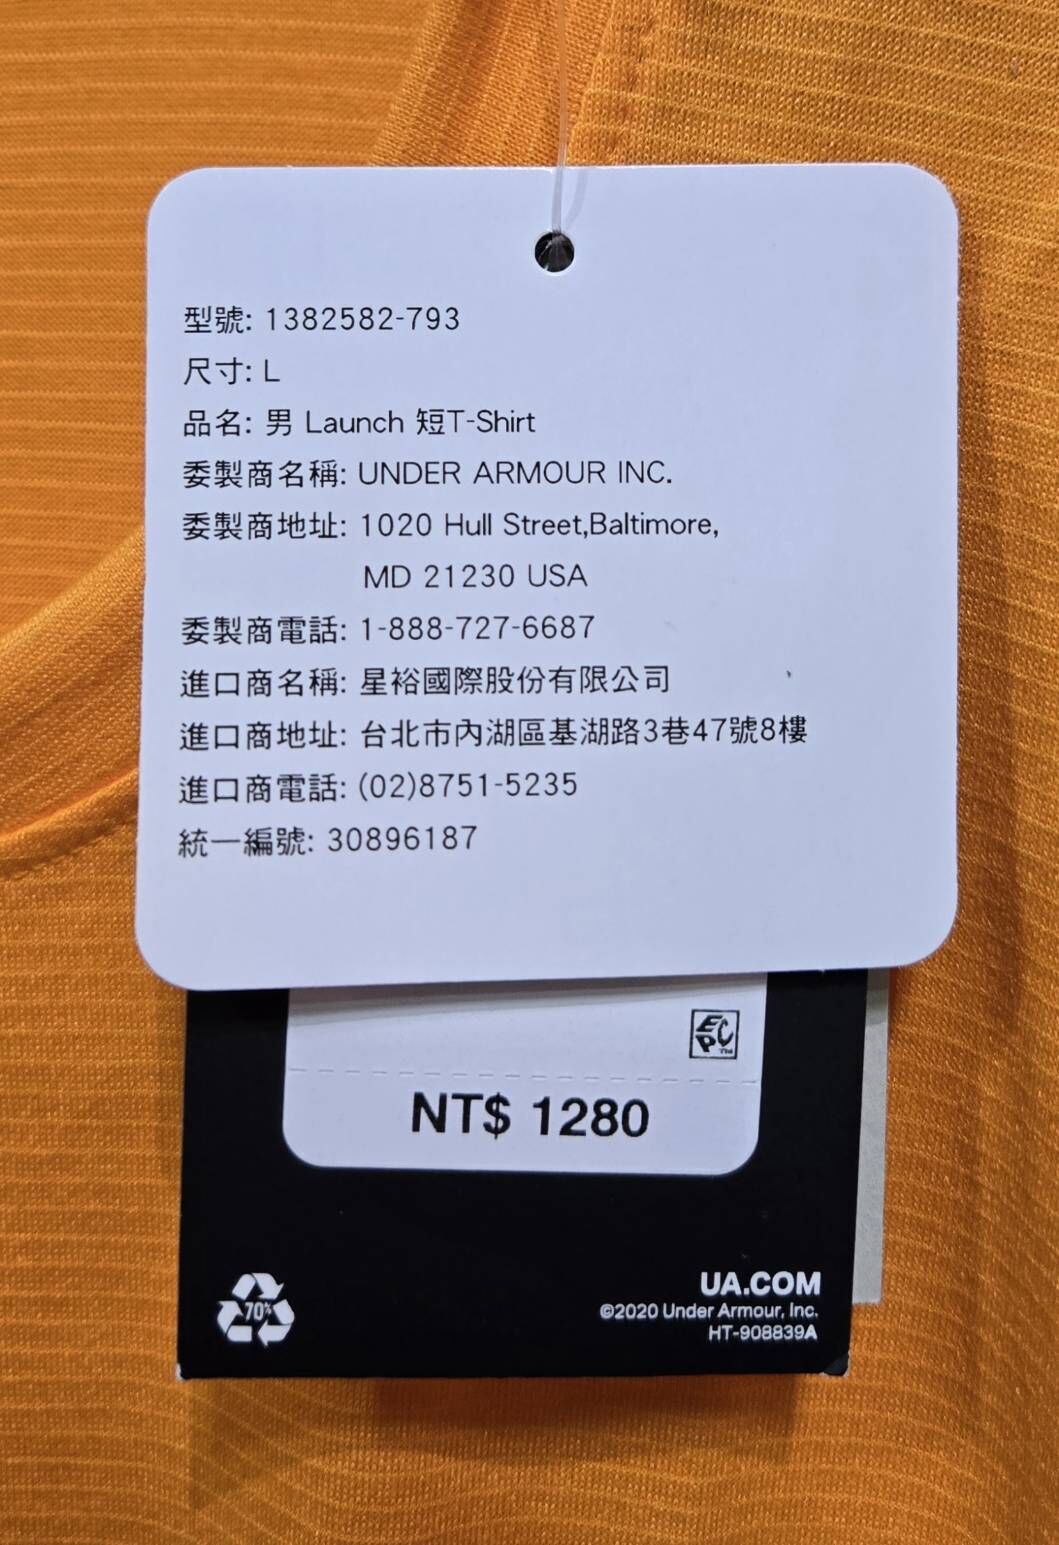 型號: 1382582-793
尺寸: L
品名: 男 Launch 短T-Shirt
委製商名稱: UNDER ARMOUR INC.
委製商地址: 1020 Hull Street,Baltimore,
MD 21230 USA
委製商電話: 1-888-727-6687
進口商名稱: 星裕國際股份有限公司
進口商地址: 台北市內湖區基湖路3巷47號8樓
進口商電話: (02)8751-5235
統一編號: 30896187
EPC™
NT$ 1280
70%
UA.COM
©2020 Under Armour, Inc.
HT-908839A